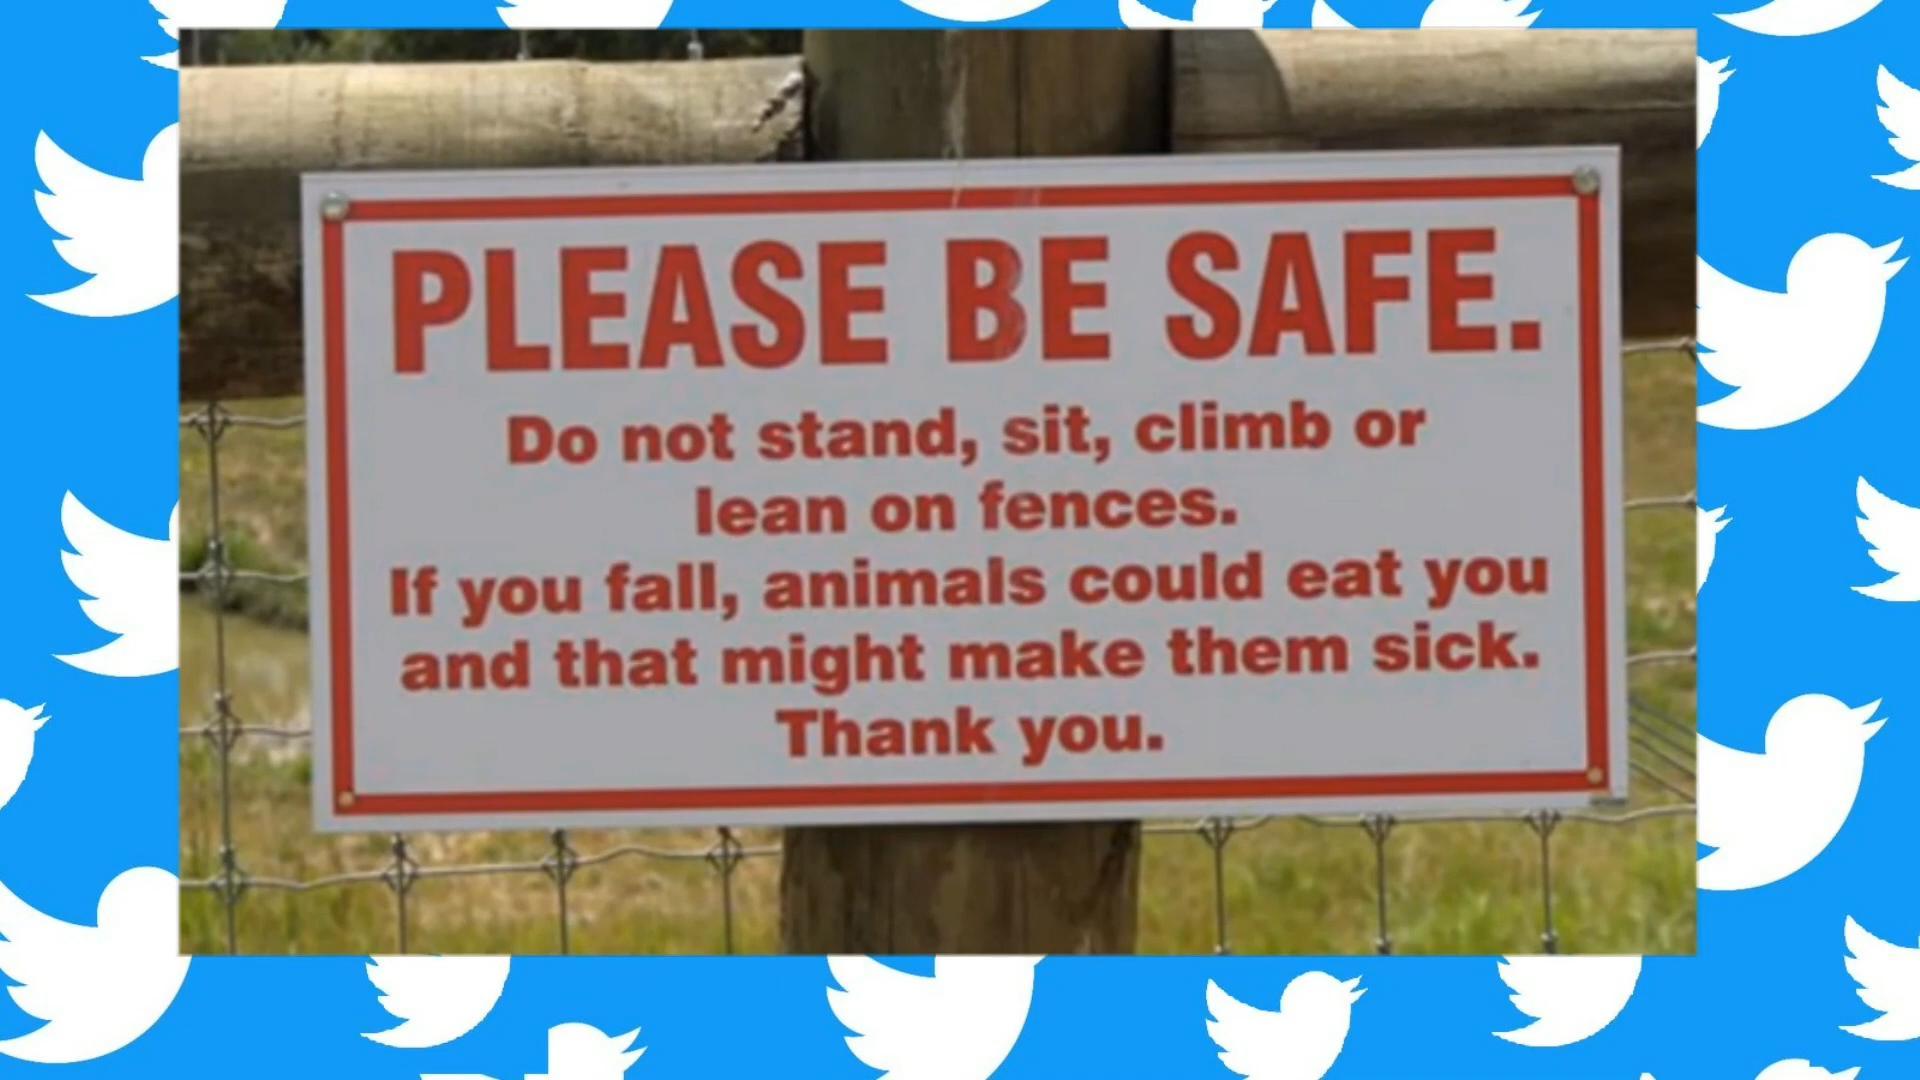 PLEASE BE SAFE.
Do not stand, sit, climb or
lean on fences.
If you fall, animals could eat you
and that might make them sick.
Thank you.